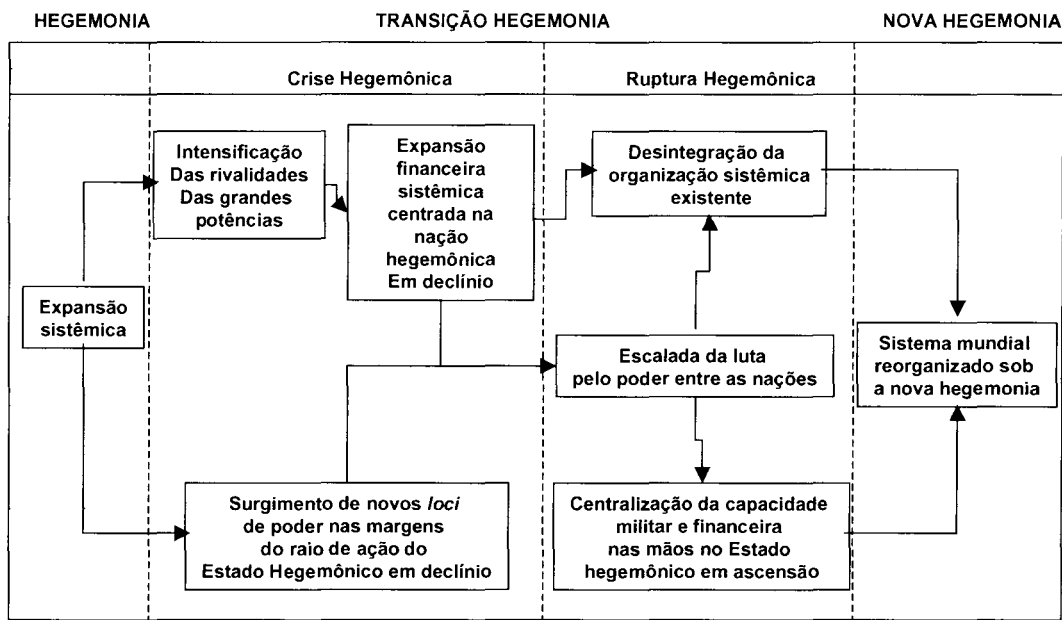 HEGEMONIA
TRANSIÇÃO HEGEMONIA
NOVA HEGEMONIA
Crise Hegemônica
Ruptura Hegemônica
Intensificação
Das rivalidades
Das grandes
potências
Expansão
financeira
sistêmica
centrada na
nação
hegemônica
Em declínio
Desintegração da
organização sistêmica
existente
Expansão
sistêmica
Escalada da luta
pelo poder entre as nações
Sistema mundial
reorganizado sob
a nova hegemonia
Surgimento de novos loci
de poder nas margens
do raio de ação do
Estado Hegemônico em declínio
Centralização da capacidade
militar e financeira
nas mãos no Estado
hegemônico em ascensão